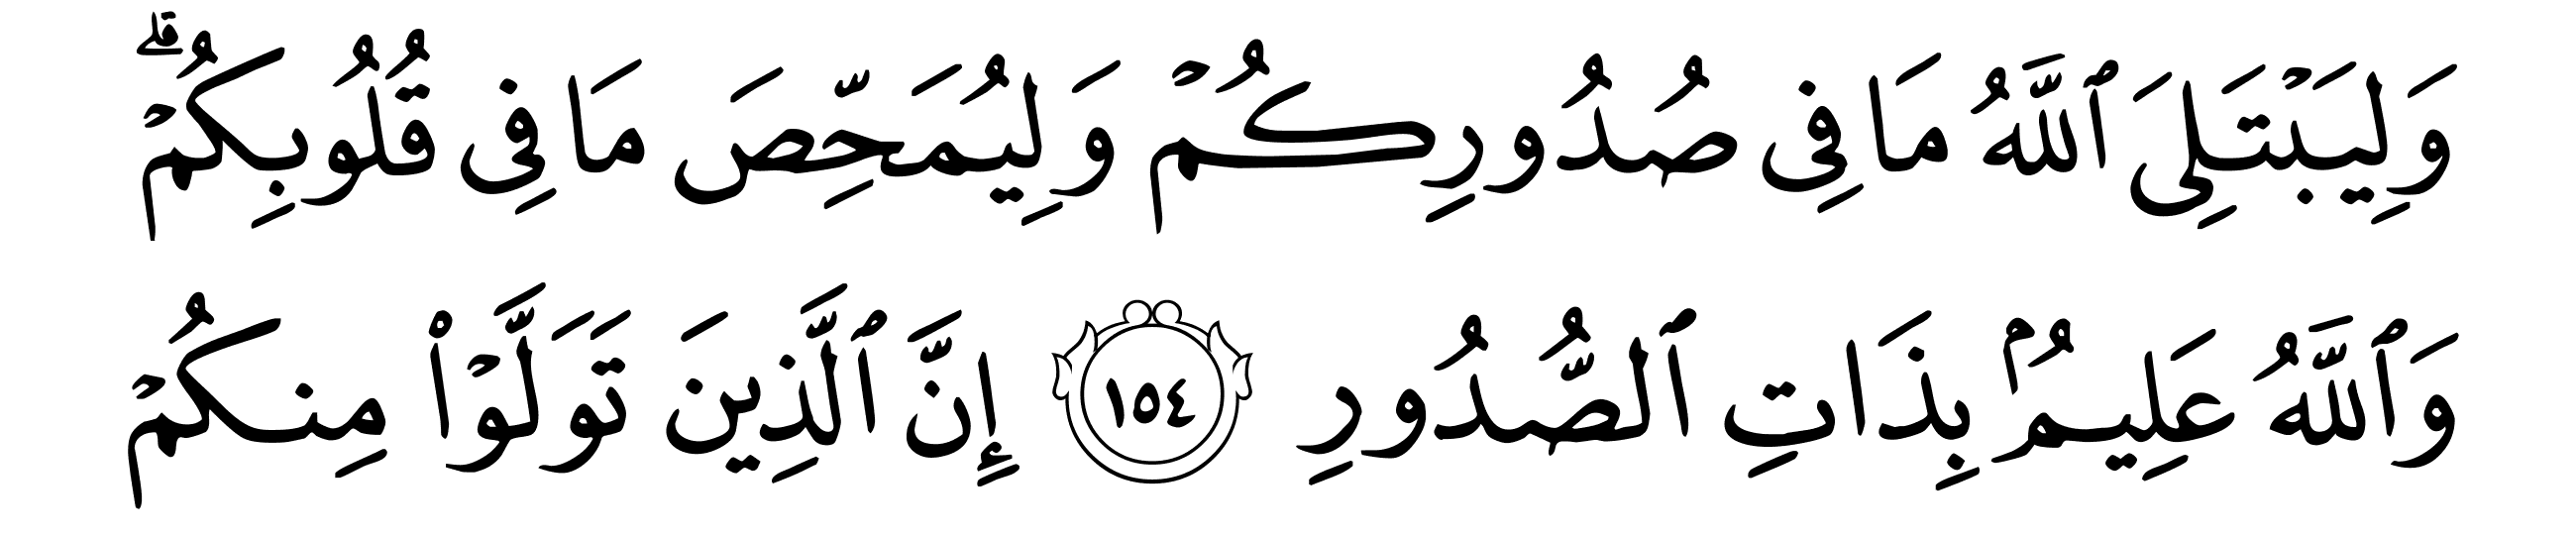 وَلِيَبْتَلِىَ ٱللَّهُ مَا فِى صُدُورِكُمْ وَلِيُمَحِّصَ مَا فِى قُلُوبِكُمْ ۗ
وَٱللَّهُ عَلِيمٌۢ بِذَاتِ ٱلصُّدُورِ ١٥٤ إِنَّ ٱلَّذِينَ تَوَلَّوْا۟ مِنكُمْ